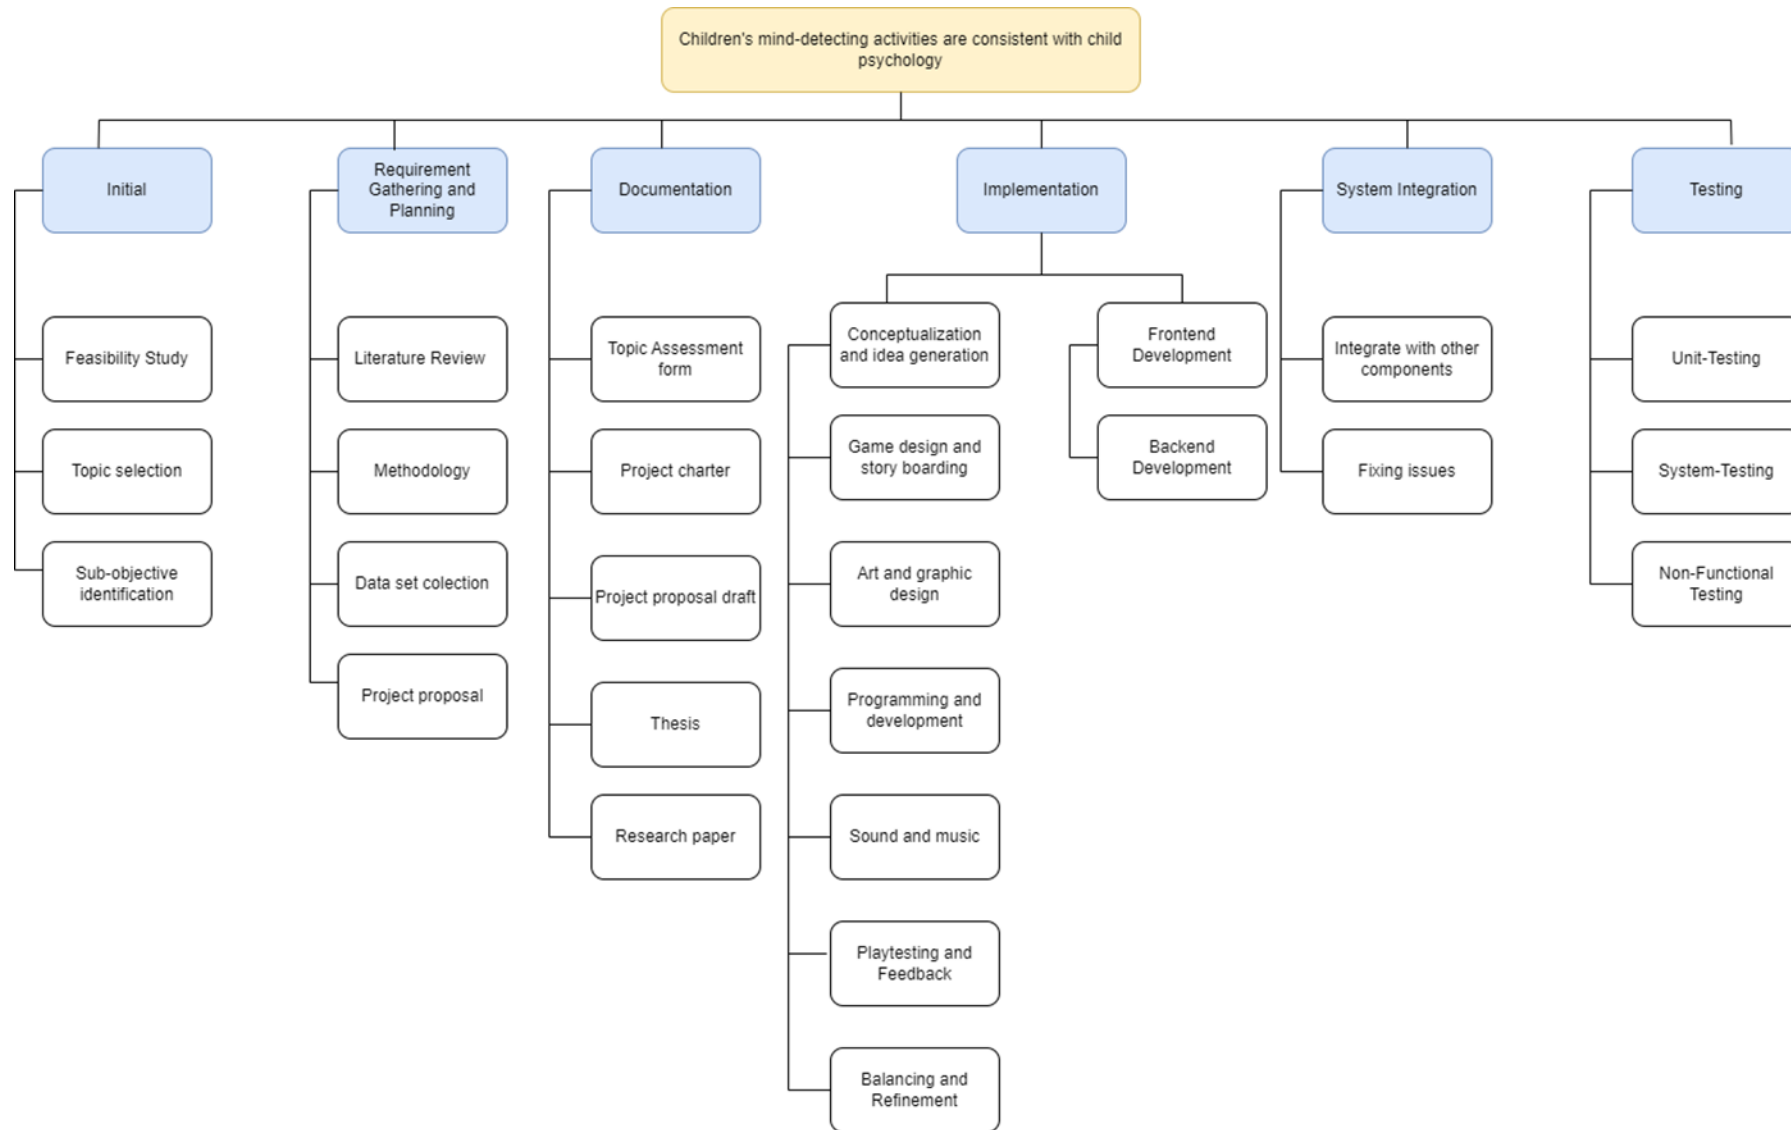 Children's mind-detecting activities are consistent with child
psychology
Initial
Requirement
Gathering and
Planning
Documentation
Implementation
System Integration
Testing
Feasibility Study
Topic selection
Sub-objective
identification
Literature Review
Methodology
Data set colection
Project proposal
Topic Assessment
form
Project charter
Project proposal draft
Thesis
Research paper
Conceptualization
and idea generation
Game design and
story boarding
Art and graphic
design
Programming and
development
Sound and music
Playtesting and
Feedback
Balancing and
Refinement
Frontend
Development
Backend
Development
Integrate with other
components
Fixing issues
Unit-Testing
System-Testing
Non-Functional
Testing